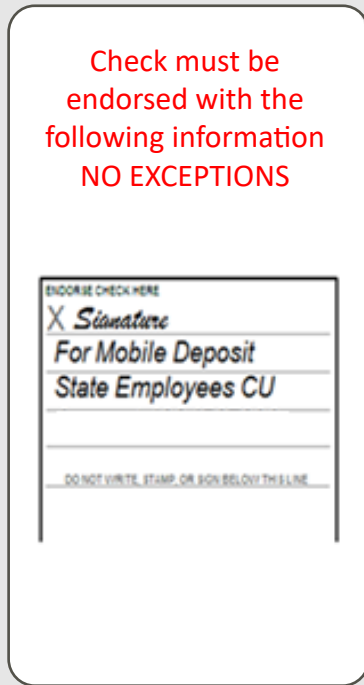 Check must be
endorsed with the
following information
NO EXCEPTIONS
ENDORSE CHECK HERE
X Signature
For Mobile Deposit
State Employees CU
DO NOT WRITE, STAMP, OR SIGN BELOW THIS LINE